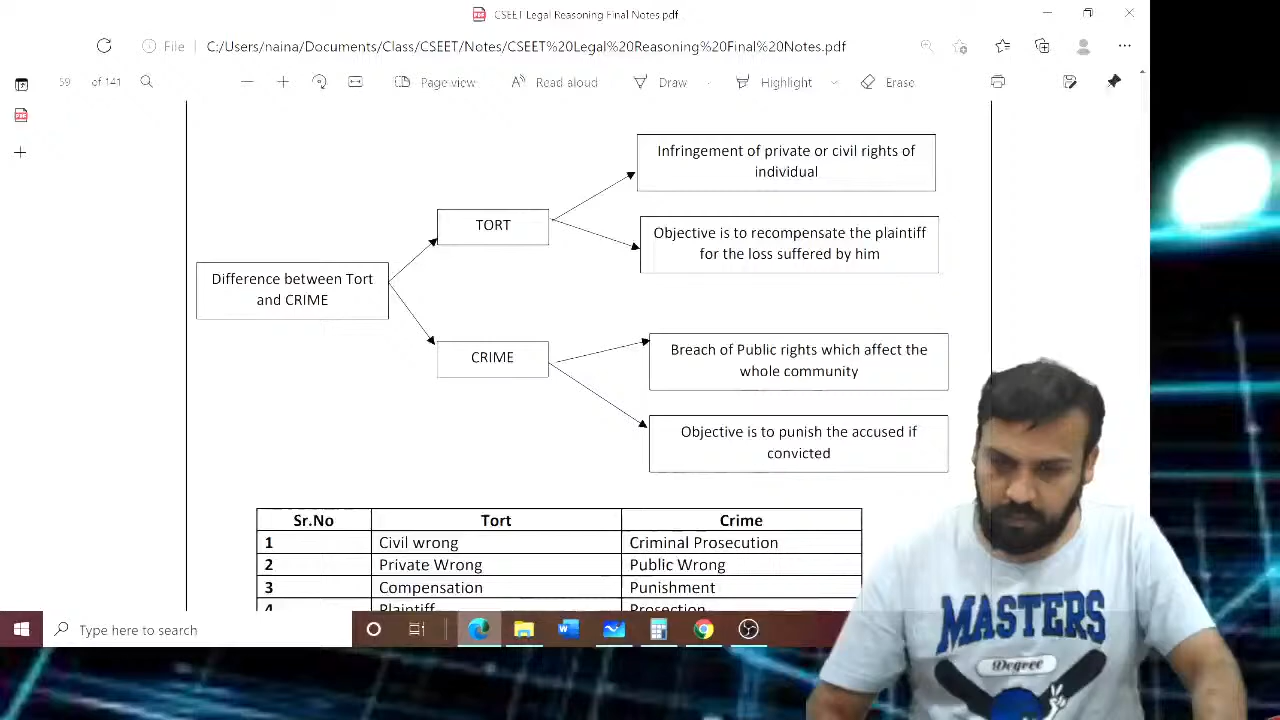 CSEET Legal Reasoning Final Notes.pdf
File C:/Users/naina/Documents/Class/CSEET/Notes/CSEET%20Legal%20Reasoning%20Final%20Notes.pdf
59 of 141 Page view Read aloud Draw Highlight Erase
Infringement of private or civil rights of
individual
TORT
Objective is to recompensate the plaintiff
for the loss suffered by him
Difference between Tort
and CRIME
CRIME
Breach of Public rights which affect the
whole community
Objective is to punish the accused if
convicted
Sr.No Tort Crime
1 Civil wrong Criminal Prosecution
2 Private Wrong Public Wrong
3 Compensation Punishment
4 Plaintiff Prosection
Type here to search
MASTERS
Degree